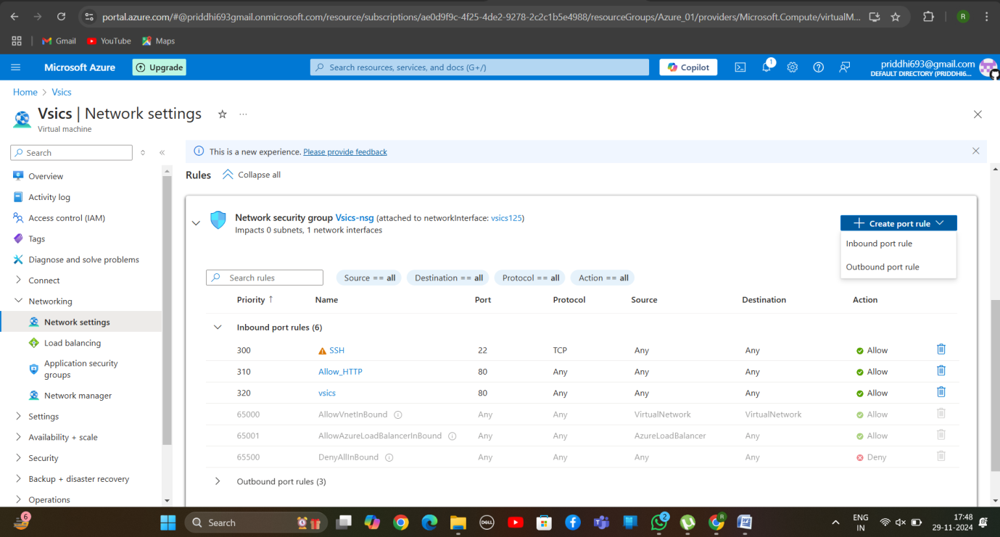 portal.azure.com/#@priddhi693gmail.onmicrosoft.com/resource/subscriptions/ae0d9f9c-4f25-4de2-9278-2c2c1b5e4988/resourceGroups/Azure_01/providers/Microsoft.Compute/virtualM...
R
Gmail YouTube Maps
Microsoft Azure Upgrade Search resources, services, and docs (G+/) Copilot 1 priddhi693@gmail.com
DEFAULT DIRECTORY (PRIDDHI6...
Home > Vsics
Vsics | Network settings ☆ ...
Virtual machine
Search
This is a new experience. Please provide feedback
Rules Collapse all
Overview
Activity log
Access control (IAM)
Tags
Diagnose and solve problems
Connect
Networking
Network settings
Load balancing
Application security
groups
Network manager
Settings
Availability + scale
Security
Backup + disaster recovery
Operations
Network security group Vsics-nsg (attached to networkInterface: vsics125)
Impacts 0 subnets, 1 network interfaces
+ Create port rule
Inbound port rule
Outbound port rule
Search rules Source == all Destination == all Protocol == all Action == all
Priority ↑ Name Port Protocol Source Destination Action
Inbound port rules (6)
300 SSH 22 TCP Any Any Allow
310 Allow_HTTP 80 Any Any Any Allow
320 vsics 80 Any Any Any Allow
65000 AllowVnetInBound Any Any VirtualNetwork VirtualNetwork Allow
65001 AllowAzureLoadBalancerInBound Any Any AzureLoadBalancer Any Allow
65500 DenyAllInBound Any Any Any Any Deny
Outbound port rules (3)
6
Search
DELL
2
R
ENG
IN
17:48
29-11-2024